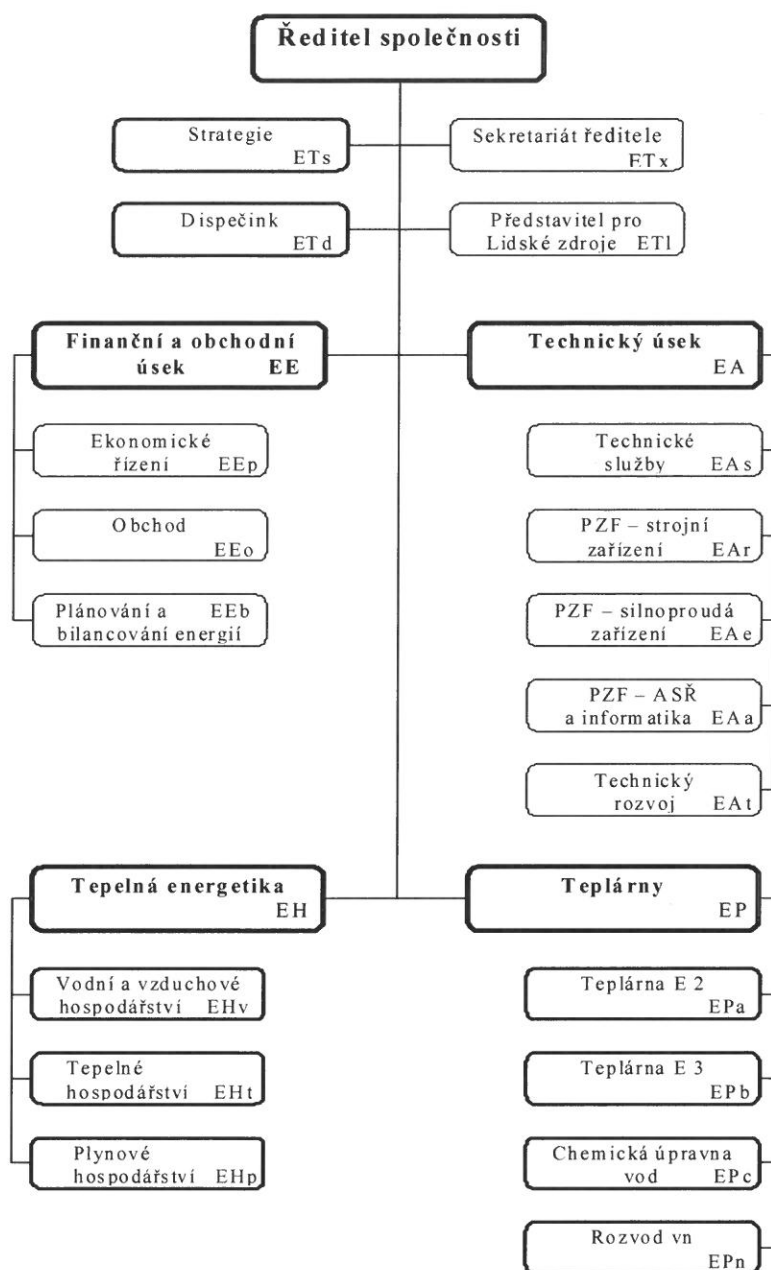 Ředitel společnosti
Strategie
ETs
Sekretariát ředitele
ETx
Dispečink
ETd
Představitel pro
Lidské zdroje ETl
Finanční a obchodní
úsek EE
Technický úsek
EA
Ekonomické
řízení EEp
Technické
služby EAs
Obchod
EEo
PZF – strojní
zařízení EAr
Plánování a EEb
bilancování energií
PZF – silnoproudá
zařízení EAe
PZF – ASŘ
a informatika EAa
Technický
rozvoj EAt
Tepelná energetika
EH
Teplárny
EP
Vodní a vzduchové
hospodářství EHv
Teplárna E 2
EPa
Tepelné
hospodářství EHt
Teplárna E 3
EPb
Plynové
hospodářství EHp
Chemická úpravna
vod EPc
Rozvod vn
EPn